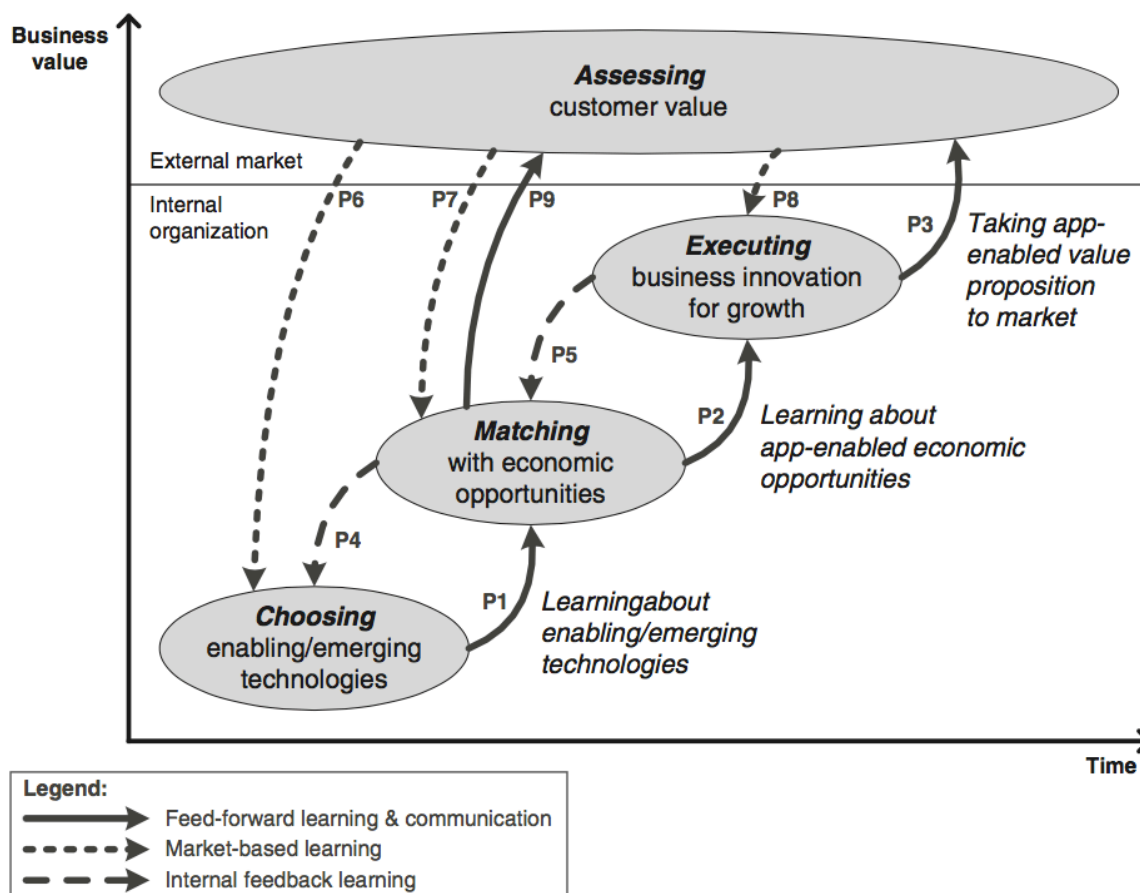 Business
value
Assessing
customer value
External market
Internal
organization
P6
P7
P9
P8
P3
Taking app-
enabled value
proposition
to market
Executing
business innovation
for growth
P5
P2
Learning about
app-enabled economic
opportunities
Matching
with economic
opportunities
P4
P1
Learningabout
enabling/emerging
technologies
Choosing
enabling/emerging
technologies
Time
Legend:
Feed-forward learning & communication
Market-based learning
Internal feedback learning